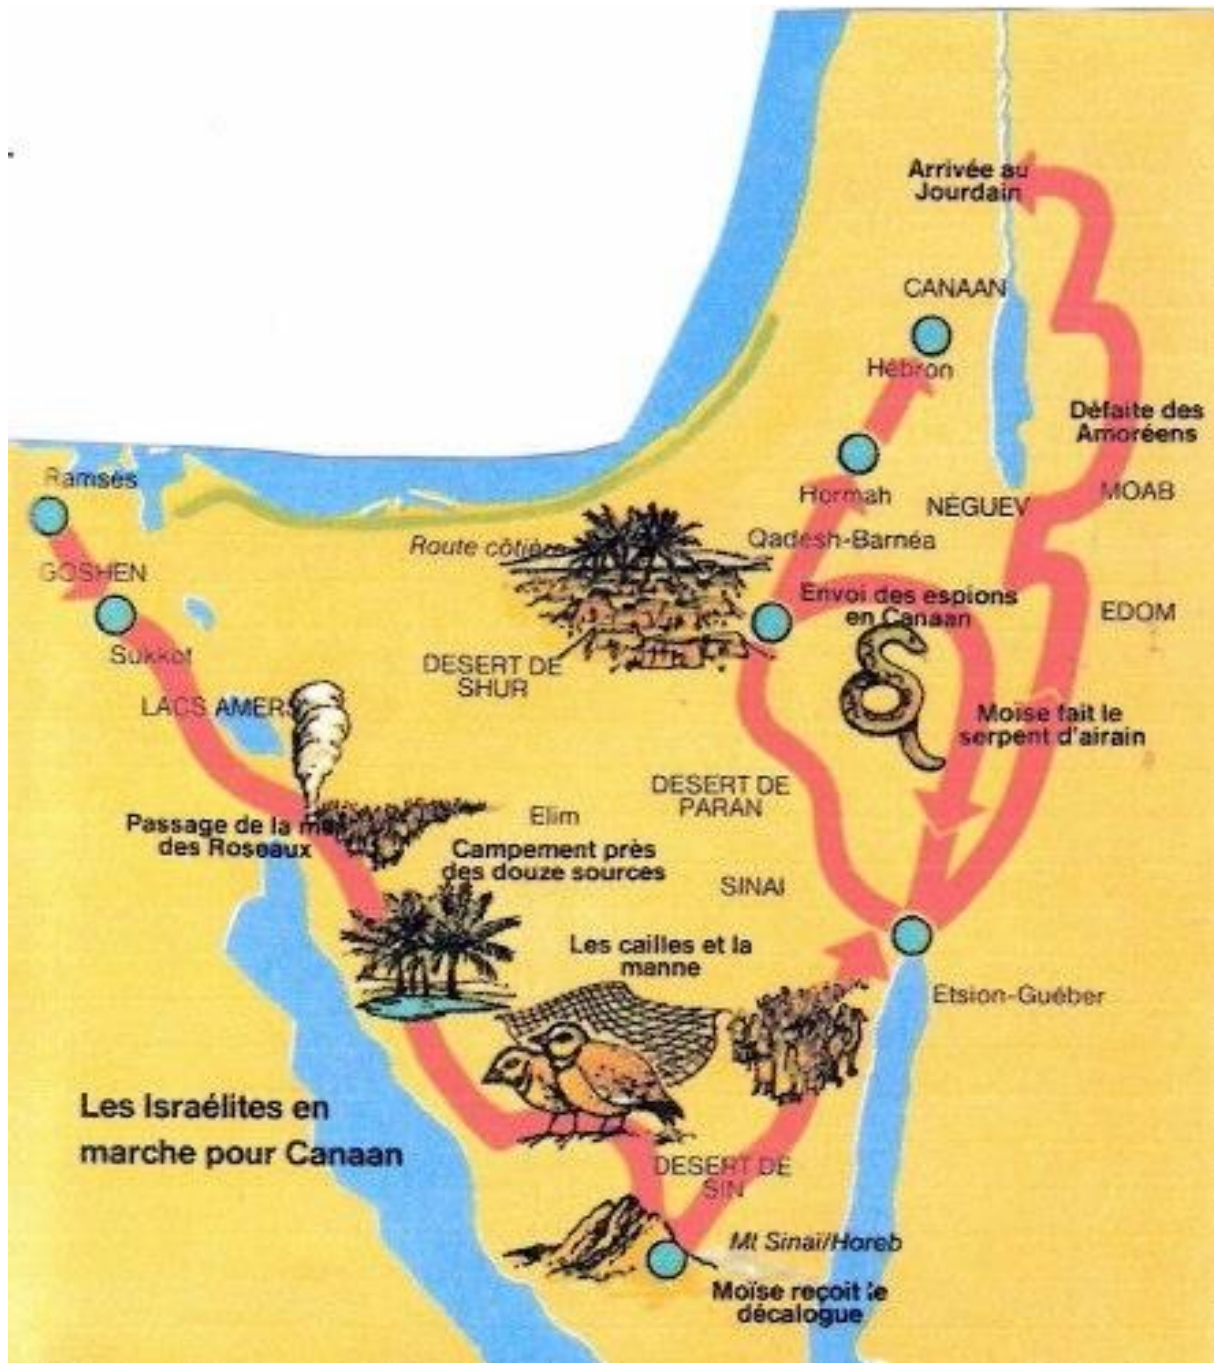 Arrivée au
Jourdain
CANAAN
Hébron
Défaite des
Amoréens
Ramsès
Hormah
NÉGUEV
MOAB
Route côtière
Qadesh-Barnéa
GOSHEN
Envoi des espions
en Canaan
EDOM
Sukkot
DESERT DE
SHUR
LACS AMERS
Moïse fait le
serpent d'airain
DESERT DE
PARAN
Elim
Passage de la mer
des Roseaux
Campement près
des douze sources
SINAI
Les cailles et la
manne
Etsion-Guéber
Les Israélites en
marche pour Canaan
DESERT DE
SIN
Mt Sinaï/Horeb
Moïse reçoit le
décalogue